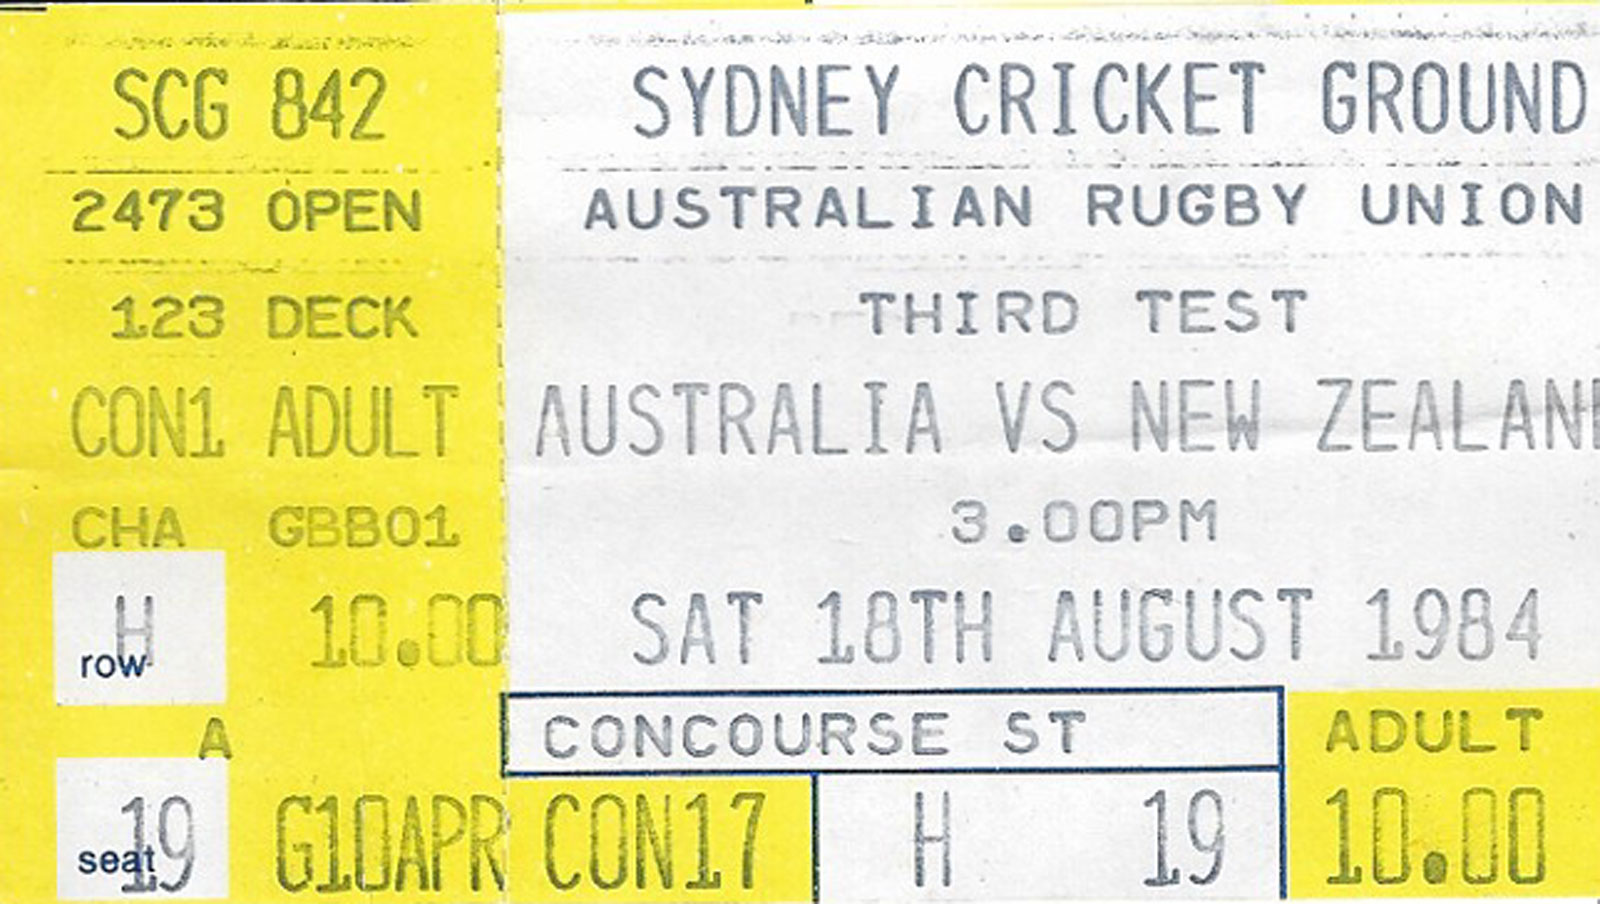 SCG 842
2473 OPEN
123 DECK
CON1 ADULT
CHA GBB01
H 10.00
row
A
19 G10APR
seat
SYDNEY CRICKET GROUND
AUSTRALIAN RUGBY UNION
THIRD TEST
AUSTRALIA VS NEW ZEALAND
3.00PM
SAT 18TH AUGUST 1984
CONCOURSE ST
ADULT
CON17 H 19 10.00